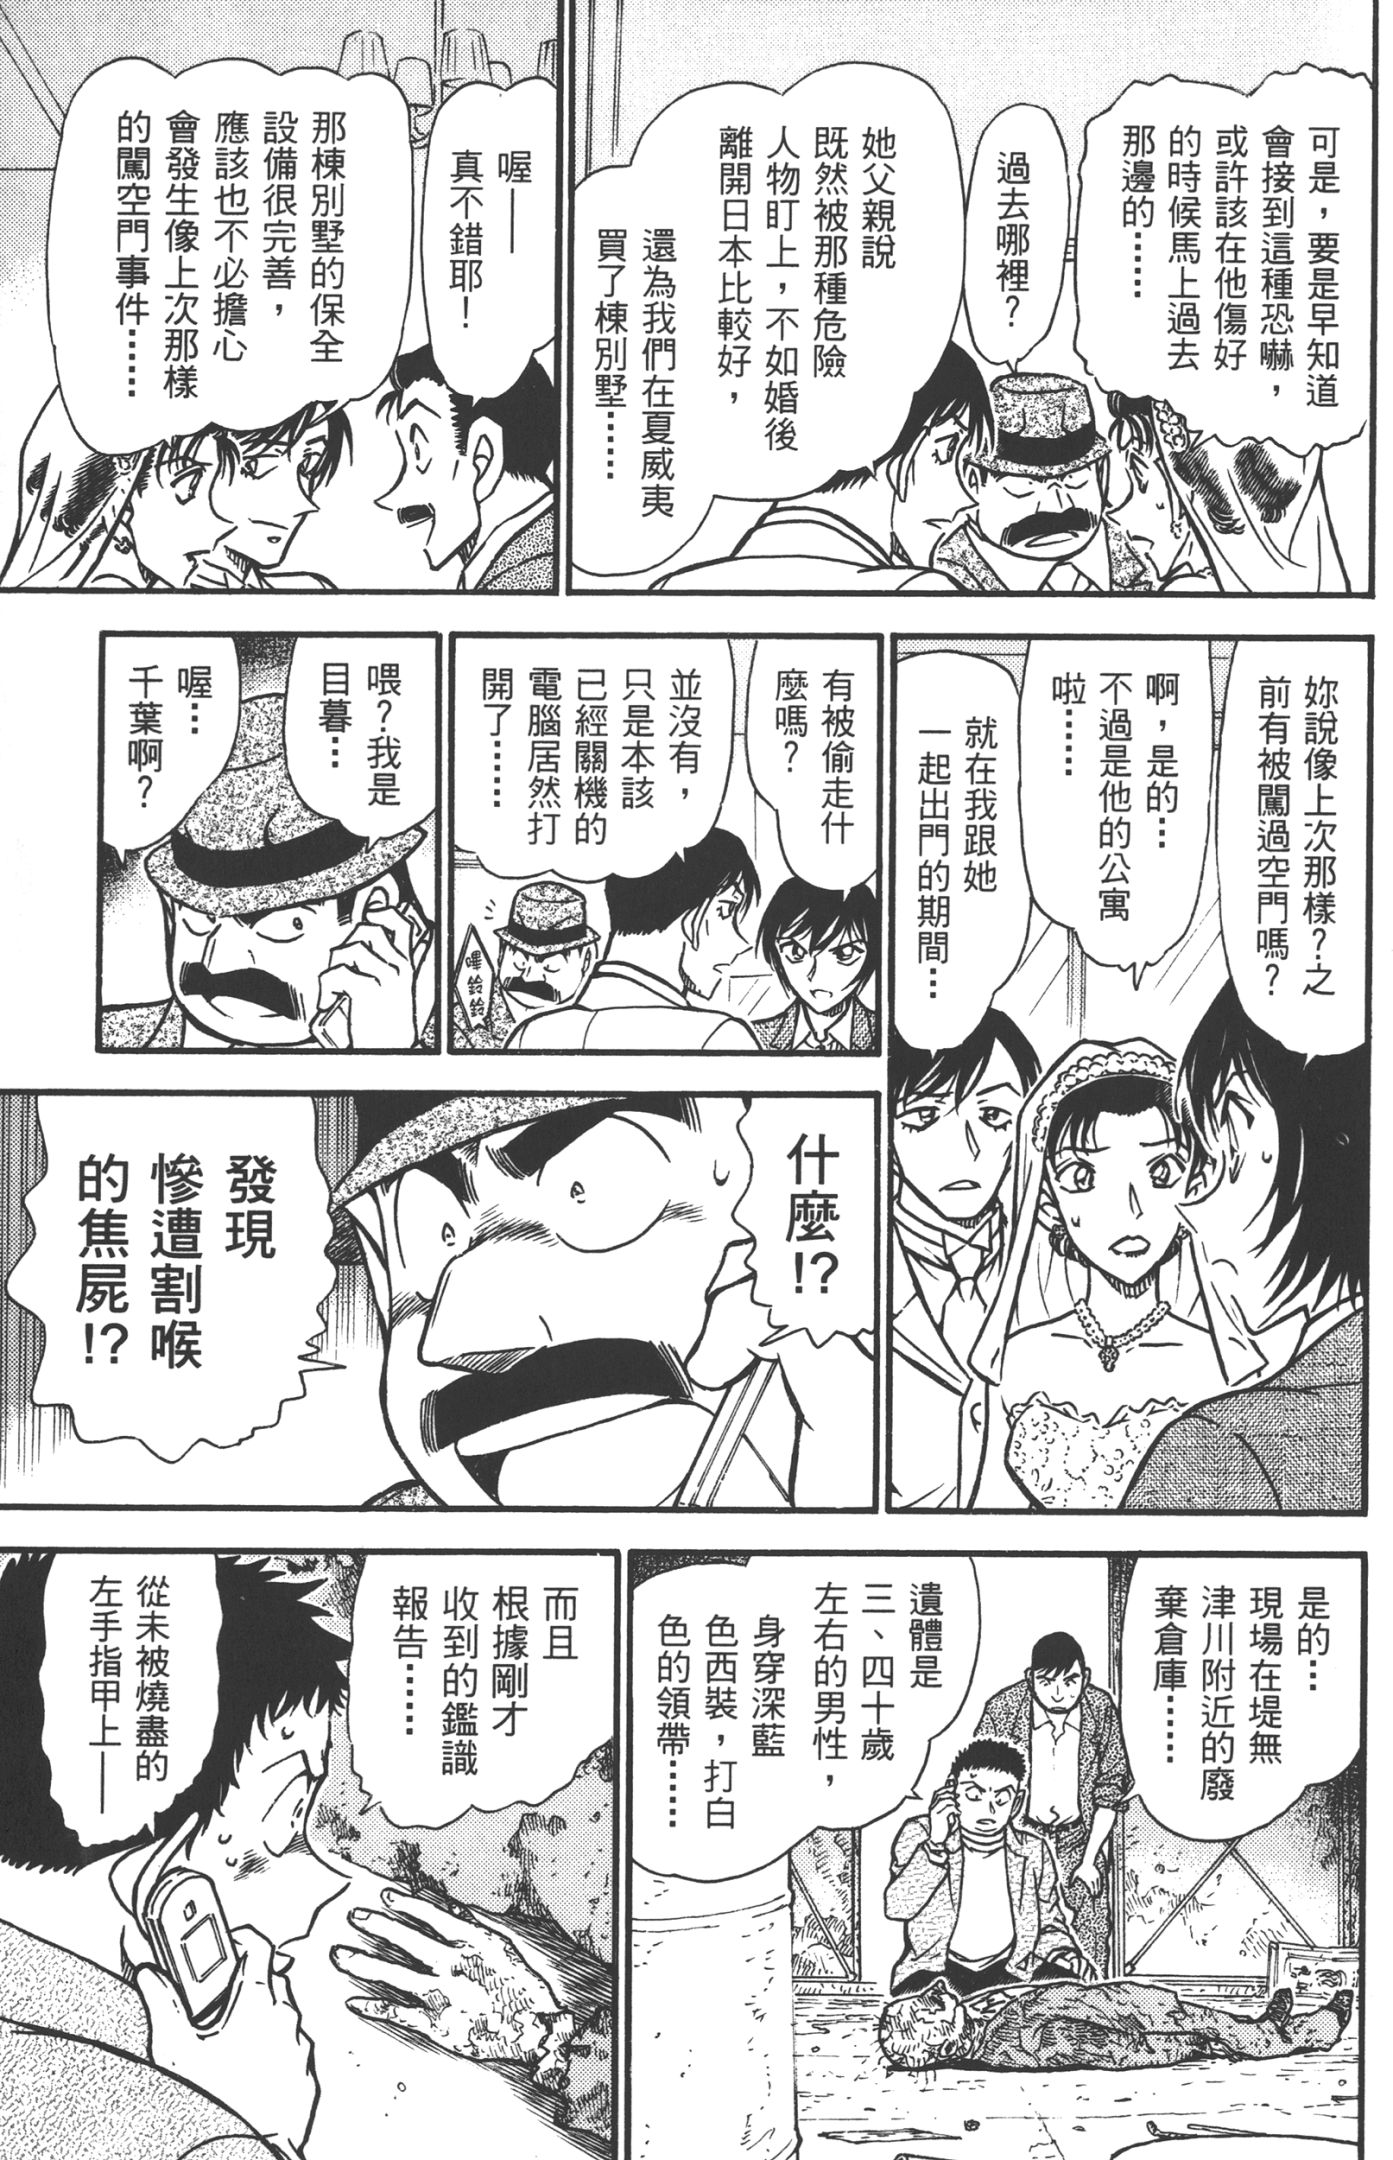 可是，要是早知道
會接到這種恐嚇，
或許該在他傷好
的時候馬上過去
那邊的……
過去哪裡？
她父親說
既然被那種危險
人物盯上，不如婚後
離開日本比較好，
還為我們在夏威夷
買了棟別墅……
喔——
真不錯耶！
那棟別墅的保全
設備很完善，
應該也不必擔心
會發生像上次那樣
的闖空門事件……
妳說像上次那樣？之
前有被闖過空門嗎？
啊，是的…
不過是他的公寓
啦……
就在我跟她
一起出門的期間…
有被偷走什
麼嗎？
並沒有，
只是本該
已經關機的
電腦居然打
開了……
嗶鈴鈴
喂？我是
目暮…
喔…
千葉啊？
什麼!?
發現
慘遭割喉
的焦屍!?
是的…
現場在堤無
津川附近的廢
棄倉庫……
遺體是
三、四十歲
左右的男性，
身穿深藍
色西裝，打白
色的領帶……
而且
根據剛才
收到的鑑識
報告……
從未被燒盡的
左手指甲上——